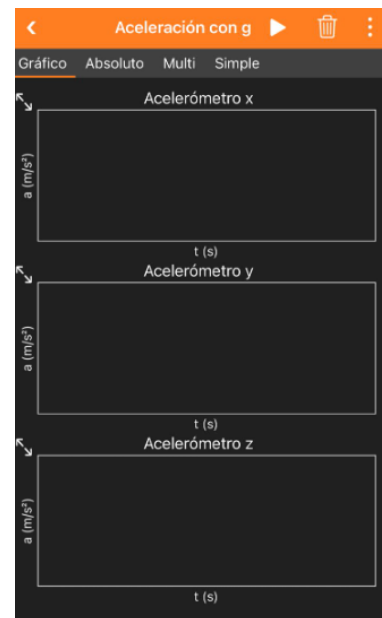 Aceleración con g
Gráfico Absoluto Multi Simple
Acelerómetro x
a (m/s²)
t (s)
Acelerómetro y
a (m/s²)
t (s)
Acelerómetro z
a (m/s²)
t (s)